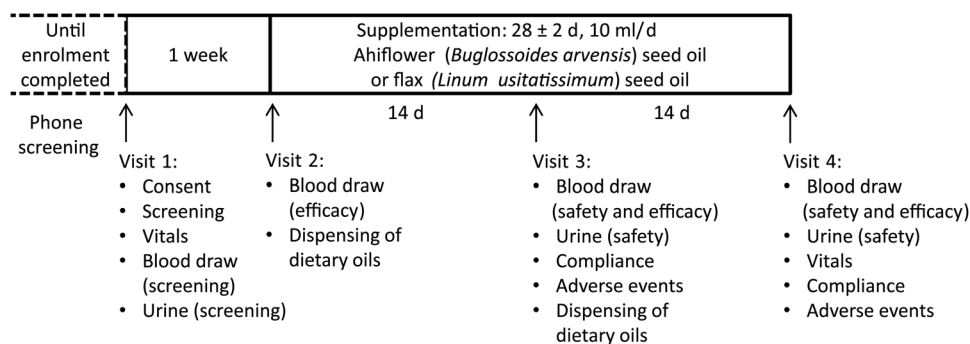 Until
enrolment
completed
1 week
Supplementation: 28 ± 2 d, 10 ml/d
Ahiflower (Buglossoides arvensis) seed oil
or flax (Linum usitatissimum) seed oil
Phone
screening
14 d
14 d
Visit 1:
• Consent
• Screening
• Vitals
• Blood draw
(screening)
• Urine (screening)
Visit 2:
• Blood draw
(efficacy)
• Dispensing of
dietary oils
Visit 3:
• Blood draw
(safety and efficacy)
• Urine (safety)
• Compliance
• Adverse events
• Dispensing of
dietary oils
Visit 4:
• Blood draw
(safety and efficacy)
• Urine (safety)
• Vitals
• Compliance
• Adverse events